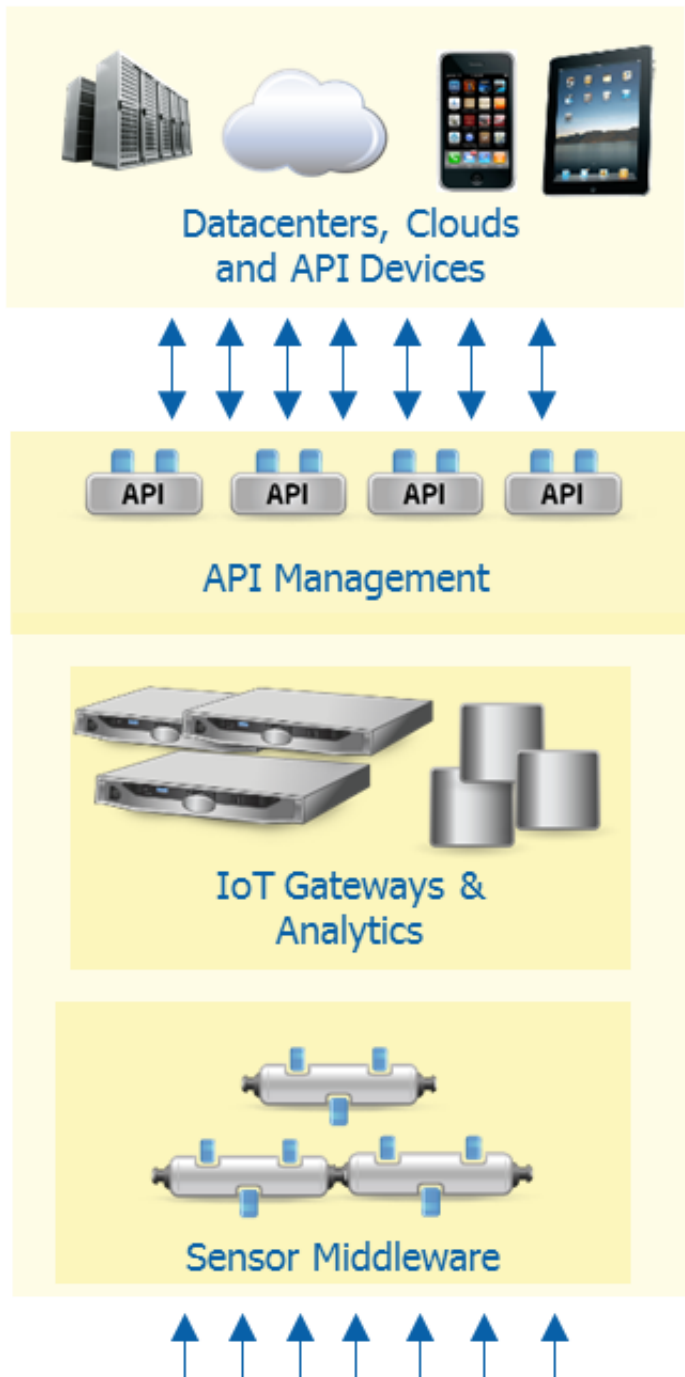 Datacenters, Clouds
and API Devices
API API API API
API Management
IoT Gateways &
Analytics
Sensor Middleware